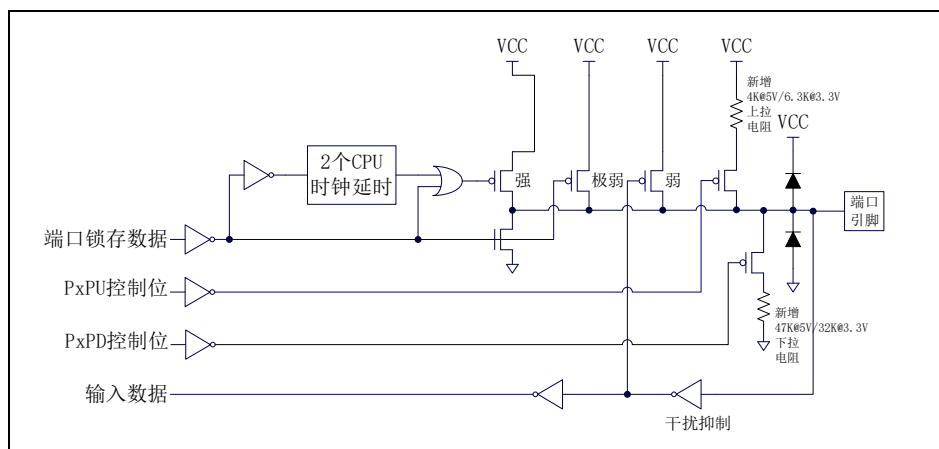 VCC
VCC
VCC
VCC
新增
4K@5V/6.3K@3.3V
上拉
电阻
VCC
2个CPU
时钟延时
强
极弱
弱
端口
引脚
端口锁存数据
PxPU控制位
新增
47K@5V/32K@3.3V
下拉
电阻
PxPD控制位
输入数据
干扰抑制